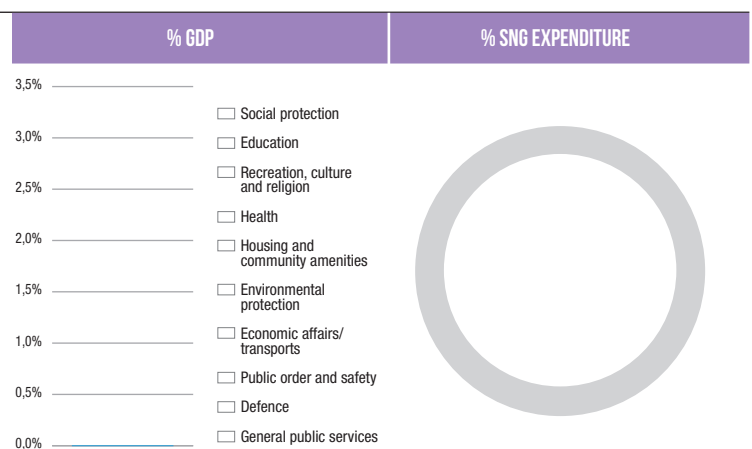 % GDP
% SNG EXPENDITURE
3,5%
3,0%
2,5%
2,0%
1,5%
1,0%
0,5%
0,0%
Social protection
Education
Recreation, culture
and religion
Health
Housing and
community amenities
Environmental
protection
Economic affairs/
transports
Public order and safety
Defence
General public services